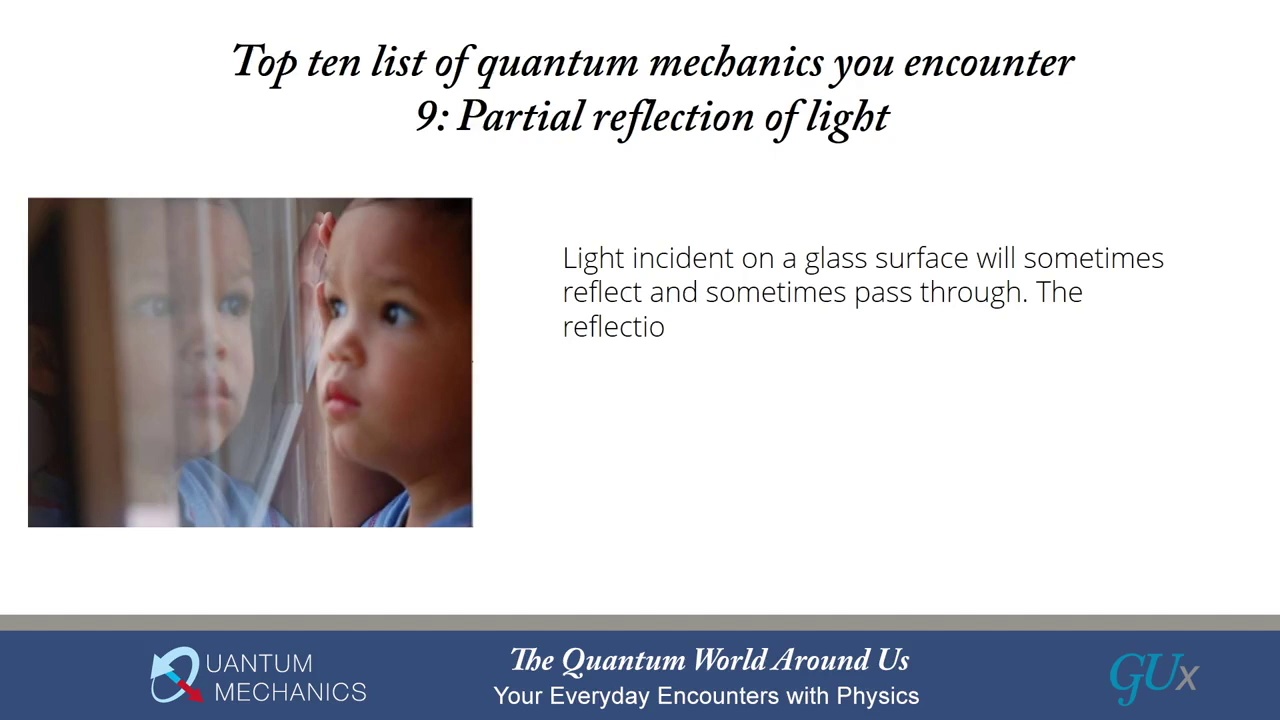 Top ten list of quantum mechanics you encounter
9: Partial reflection of light
Light incident on a glass surface will sometimes
reflect and sometimes pass through. The
reflectio
QUANTUM
MECHANICS
The Quantum World Around Us
Your Everyday Encounters with Physics
GUx